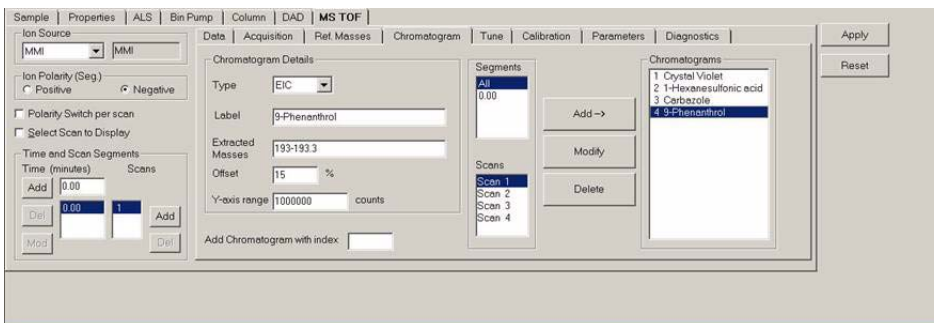 Sample Properties ALS Bin Pump Column DAD MS TOF
Ion Source
MMI MMI
Ion Polarity (Seg.)
Positive Negative
Polarity Switch per scan
Select Scan to Display
Time and Scan Segments
Time (minutes) Scans
Add 0.00
Del 0.00 1 Add
Mod Del
Data Acquisition Ref. Masses Chromatogram Tune Calibration Parameters Diagnostics
Chromatogram Details
Type EIC
Label 9-Phenanthrol
Extracted
Masses 193-193.3
Offset 15 %
Y-axis range 1000000 counts
Add Chromatogram with index
Segments
All
0.00
Scans
Scan 1
Scan 2
Scan 3
Scan 4
Add ->
Modify
Delete
Chromatograms
1 Crystal Violet
2 1-Hexanesulfonic acid
3 Carbazole
4 9-Phenanthrol
Apply
Reset